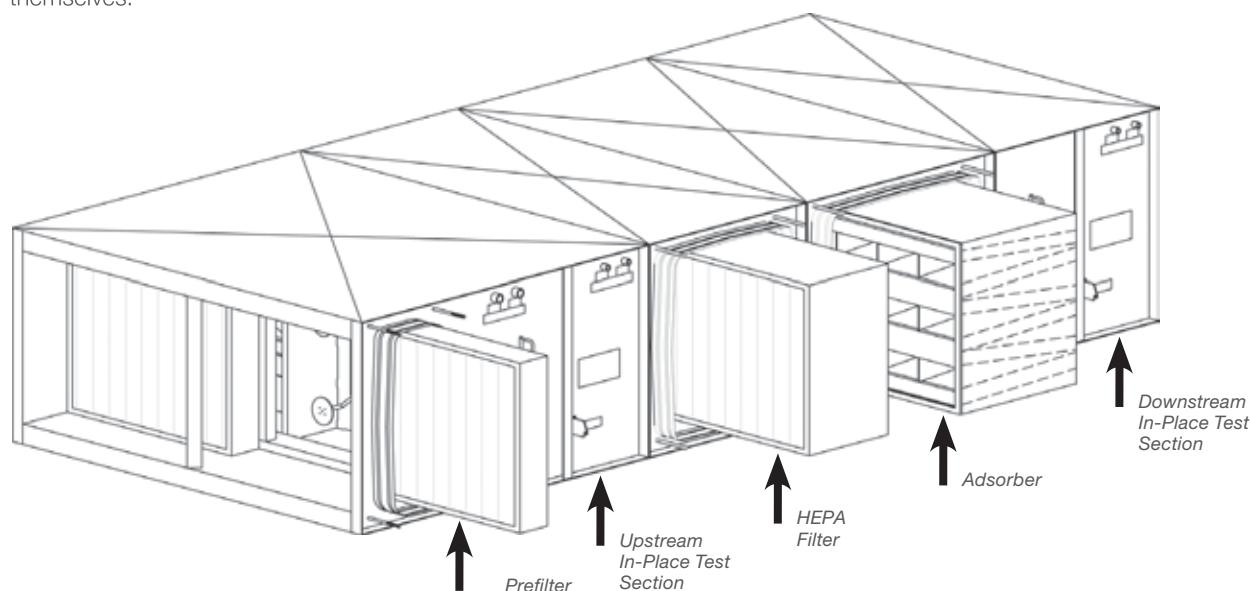 themselves.
Downstream
In-Place Test
Section
Adsorber
HEPA
Filter
Upstream
In-Place Test
Section
Prefilter